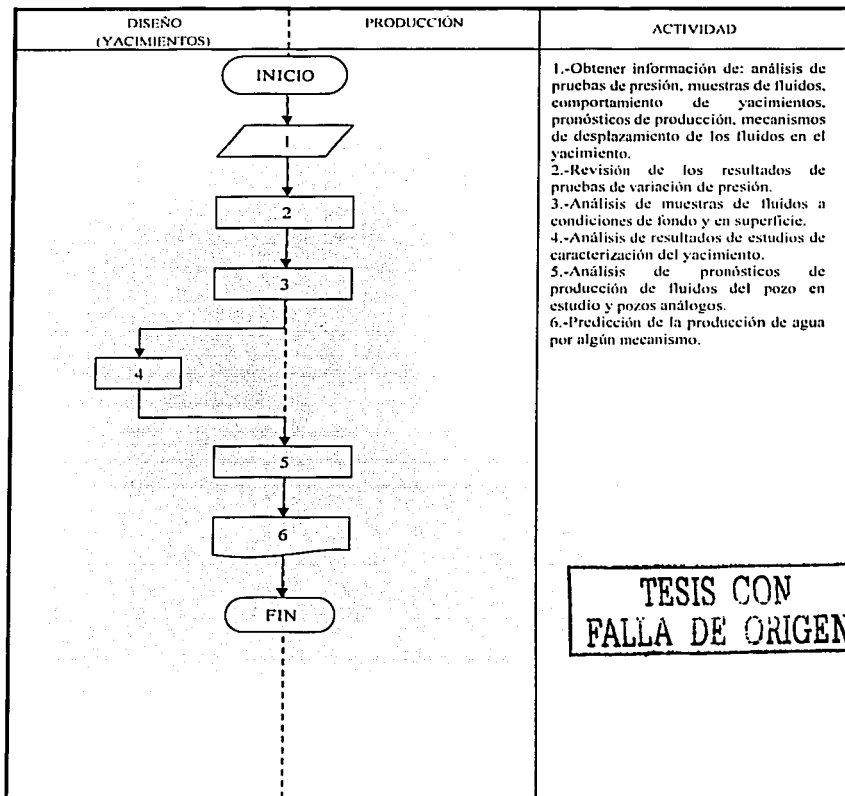 DISEÑO
(YACIMIENTOS)
PRODUCCIÓN
ACTIVIDAD
INICIO
1
2
3
4
5
6
FIN
1.-Obtener información de: análisis de
pruebas de presión, muestras de fluidos,
comportamiento de yacimientos,
pronósticos de producción, mecanismos
de desplazamiento de los fluidos en el
yacimiento.
2.-Revisión de los resultados de
pruebas de variación de presión.
3.-Análisis de muestras de fluidos a
condiciones de fondo y en superficie.
4.-Análisis de resultados de estudios de
caracterización del yacimiento.
5.-Análisis de pronósticos de
producción de fluidos del pozo en
estudio y pozos análogos.
6.-Predicción de la producción de agua
por algún mecanismo.
TESIS CON
FALLA DE ORIGEN